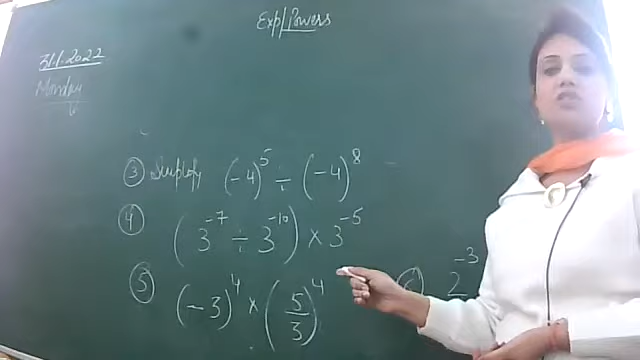 Exp/Powers
31.1.2022
Monday
③ Simplify (-4)^5 ÷ (-4)^8
④ (3^-7 ÷ 3^-10) × 3^-5
⑤ (-3)^4 × (5/3)^4
⑥ 2^-3